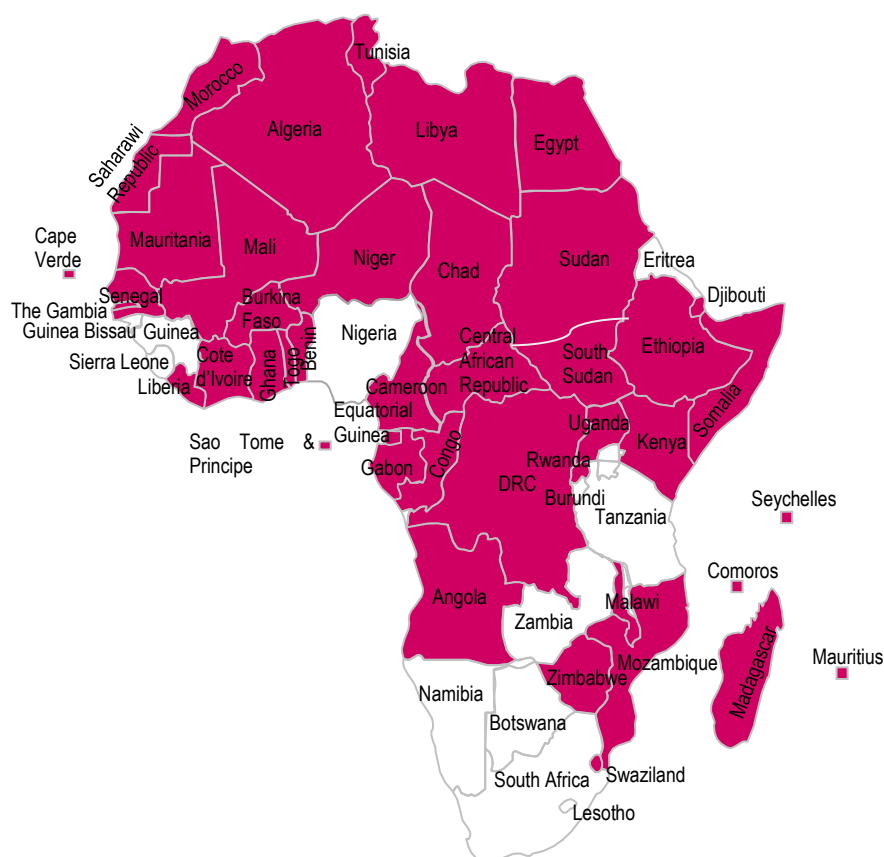 Tunisia
Morocco
Algeria
Libya
Egypt
Saharawi
Republic
Cape
Verde
Mauritania
Mali
Niger
Chad
Sudan
Eritrea
Djibouti
Senegal
The Gambia
Guinea Bissau
Guinea
Burkina
Faso
Nigeria
Benin
Togo
Ghana
Cote
d'Ivoire
Sierra Leone
Liberia
Central
African
Republic
South
Sudan
Ethiopia
Somalia
Cameroon
Equatorial
Guinea
Sao Tome &
Principe
Gabon
Congo
DRC
Uganda
Kenya
Rwanda
Burundi
Tanzania
Seychelles
Comoros
Angola
Zambia
Malawi
Mozambique
Madagascar
Mauritius
Zimbabwe
Namibia
Botswana
South Africa
Swaziland
Lesotho